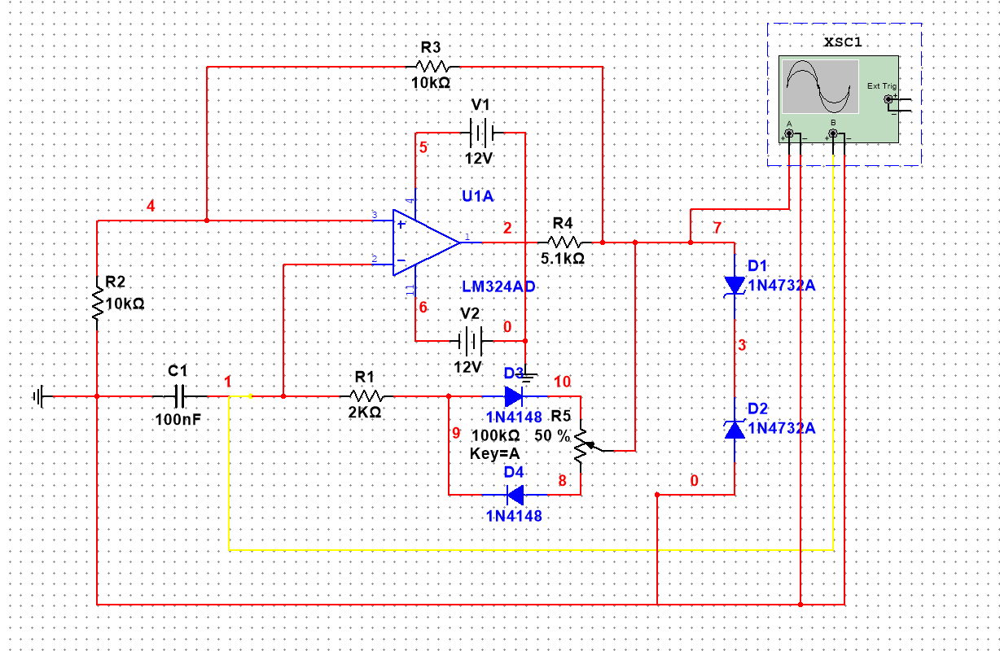 XSC1
Ext Trig
+
−
A
B
+
−
+
−
R3
10kΩ
V1
5
12V
4
U1A
4
3
+
1
2
R4
7
5.1kΩ
2
−
D1
1N4732A
LM324AD
11
R2
10kΩ
6
V2
0
12V
3
C1
1
R1
D3
10
100nF
2KΩ
1N4148
R5
D2
1N4732A
9
100kΩ
50 %
Key=A
D4
8
0
1N4148